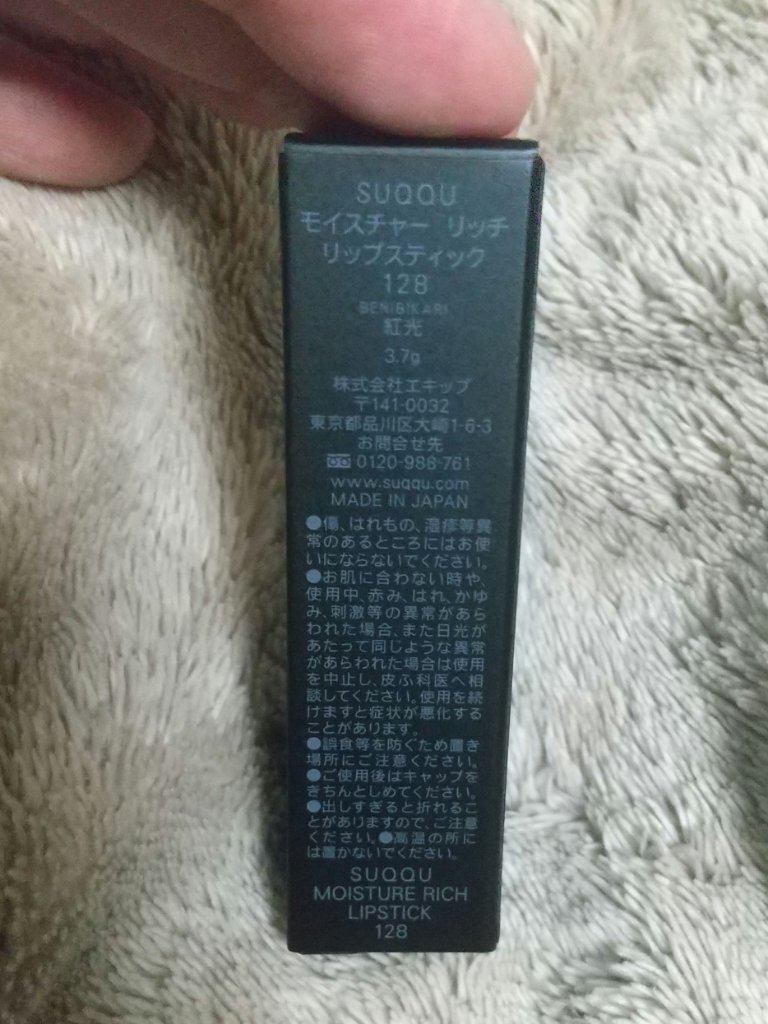 SUQQU
モイスチャー リッチ
リップスティック
128
BENIBIKARI
紅光
3.7g
株式会社エキップ
〒141-0032
東京都品川区大崎1-6-3
お問合せ先
0120-988-761
www.suqqu.com
MADE IN JAPAN
●傷、はれもの、湿疹等異
常のあるところにはお使
いにならないでください。
●お肌に合わない時や、
使用中、赤み、はれ、かゆ
み、刺激等の異常があら
われた場合、また日光が
あたって同じような異常
があらわれた場合は使用
を中止し、皮ふ科医へ相
談してください。使用を続
けますと症状が悪化する
ことがあります。
●誤食等を防ぐため置き
場所にご注意ください。
●ご使用後はキャップを
きちんとしめてください。
●出しすぎると折れるこ
とがありますので、ご注意
ください。●高温の所に
は置かないでください。
SUQQU
MOISTURE RICH
LIPSTICK
128